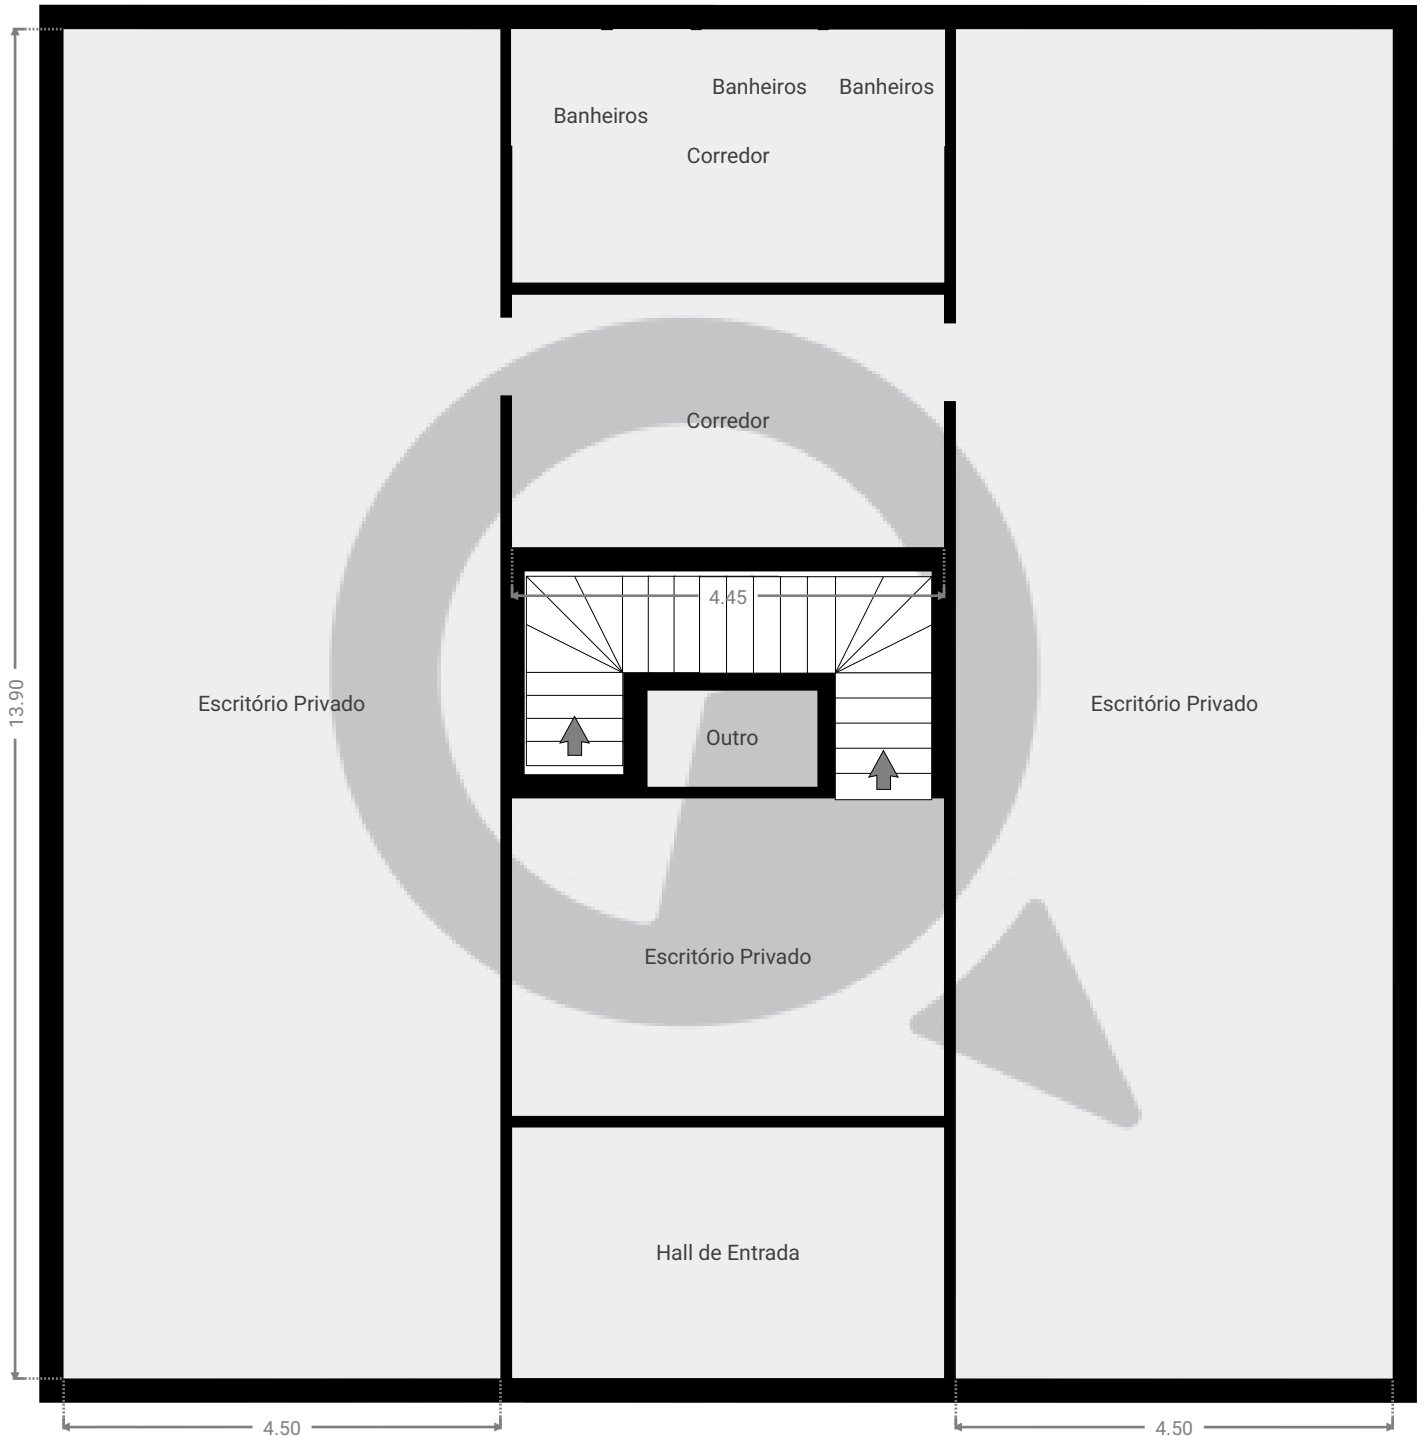 Banheiros
Banheiros
Banheiros
Corredor
Corredor
4.45
13.90
Escritório Privado
Escritório Privado
Outro
Escritório Privado
Hall de Entrada
4.50
4.50